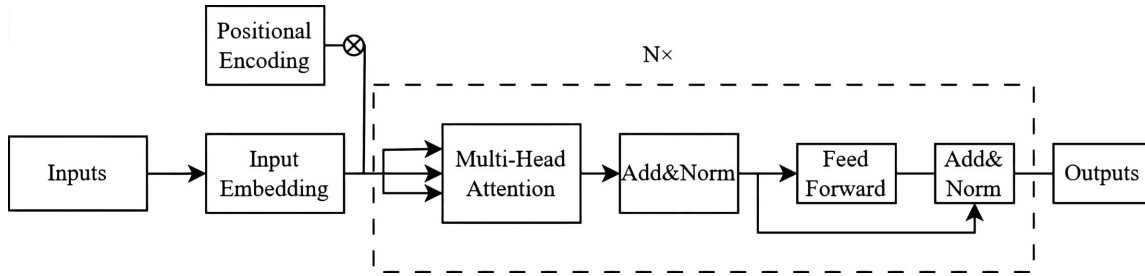 Positional
Encoding
N×
Inputs
Input
Embedding
Multi-Head
Attention
Add&Norm
Feed
Forward
Add&
Norm
Outputs